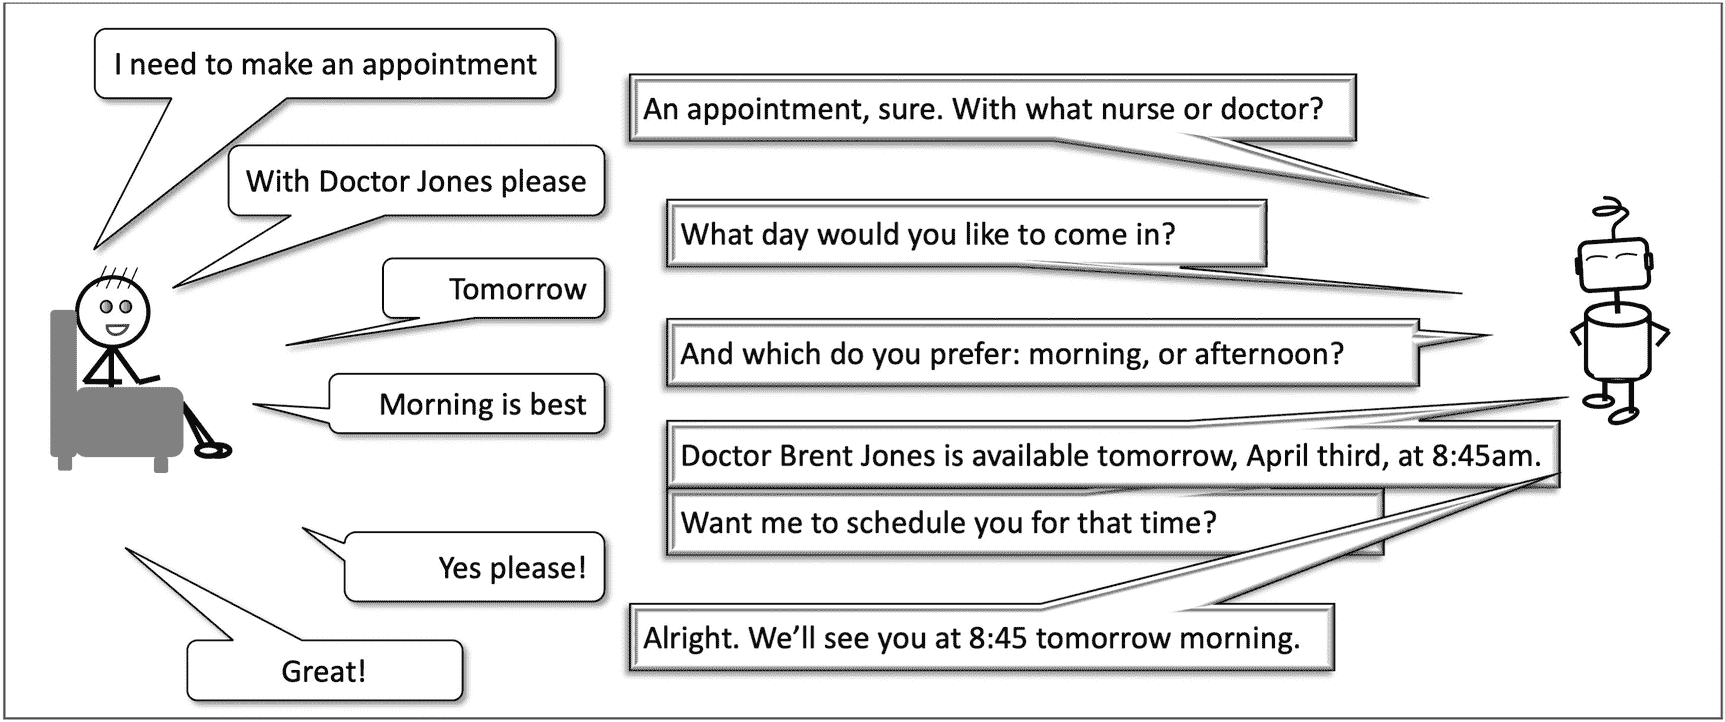 I need to make an appointment
An appointment, sure. With what nurse or doctor?
With Doctor Jones please
What day would you like to come in?
Tomorrow
And which do you prefer: morning, or afternoon?
Morning is best
Doctor Brent Jones is available tomorrow, April third, at 8:45am.
Want me to schedule you for that time?
Yes please!
Alright. We’ll see you at 8:45 tomorrow morning.
Great!